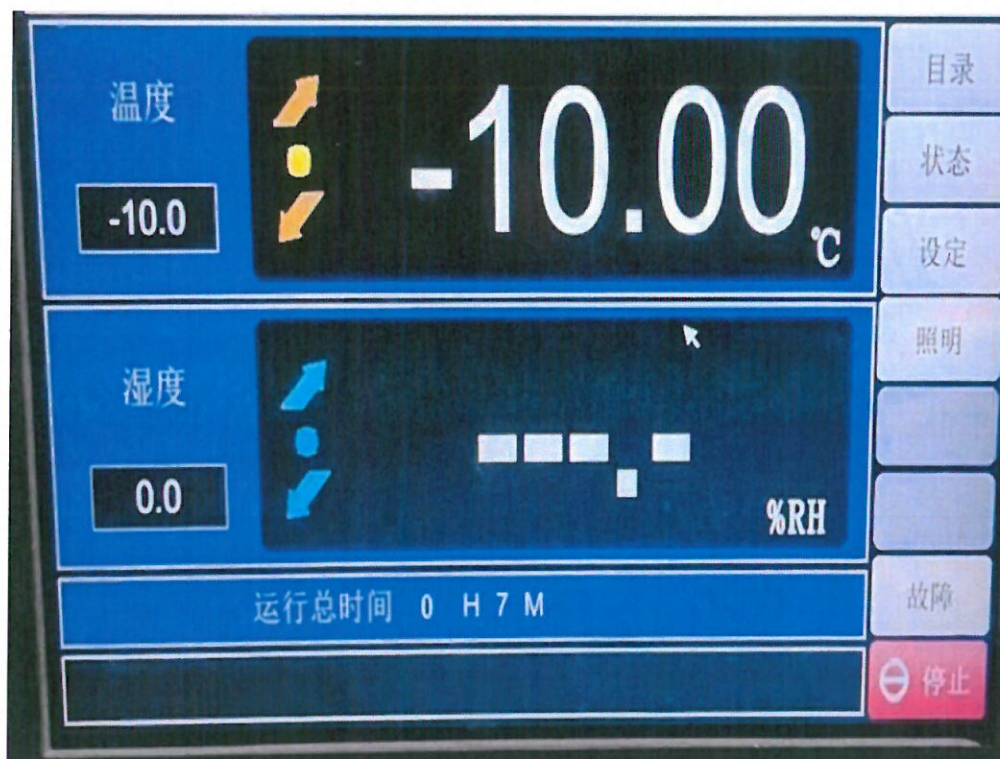 温度
-10.0
-10.00
℃
湿度
0.0
---.-
%RH
运行总时间 0 H 7 M
目录
状态
设定
照明
故障
停止